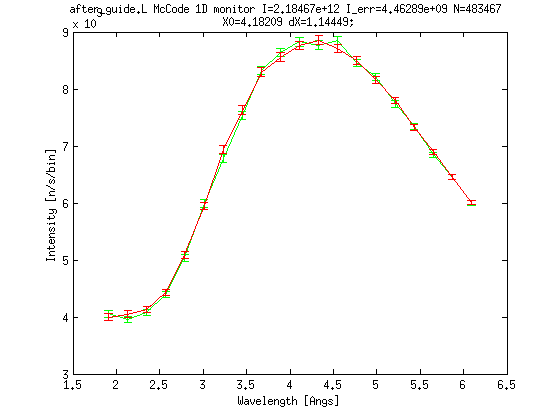 after_guide.L McCode 1D monitor I=2.18467e+12 I_err=4.46289e+09 N=483467
X0=4.18209 dX=1.14449;
x 10
9
9
8
7
6
5
4
3
Intensity [n/s/bin]
1.5 2 2.5 3 3.5 4 4.5 5 5.5 6 6.5
Wavelength [Angs]